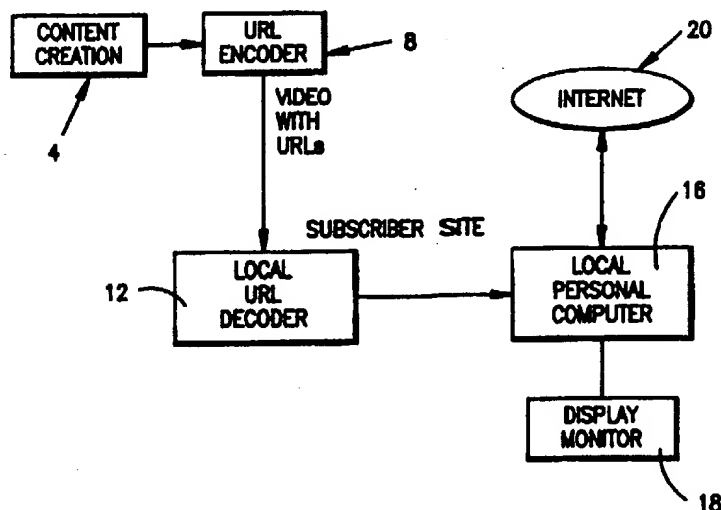 CONTENT
CREATION
URL
ENCODER
8
20
INTERNET
4
VIDEO
WITH
URLs
SUBSCRIBER SITE
16
12
LOCAL
URL
DECODER
LOCAL
PERSONAL
COMPUTER
DISPLAY
MONITOR
18